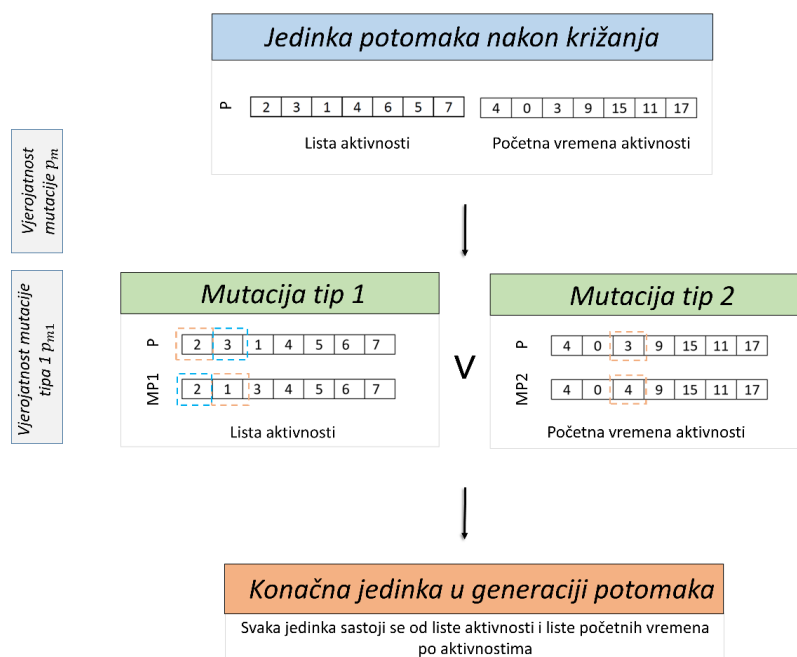 Jedinka potomaka nakon križanja
P 2 3 1 4 6 5 7 4 0 3 9 15 11 17
Lista aktivnosti Početna vremena aktivnosti
Vjerojatnost
mutacije pm
Vjerojatnost mutacije
tipa 1 pm1
Mutacija tip 1
P 2 3 1 4 5 6 7
MP1 2 1 3 4 5 6 7
Lista aktivnosti
V
Mutacija tip 2
P 4 0 3 9 15 11 17
MP2 4 0 4 9 15 11 17
Početna vremena aktivnosti
Konačna jedinka u generaciji potomaka
Svaka jedinka sastoji se od liste aktivnosti i liste početnih vremena
po aktivnostima